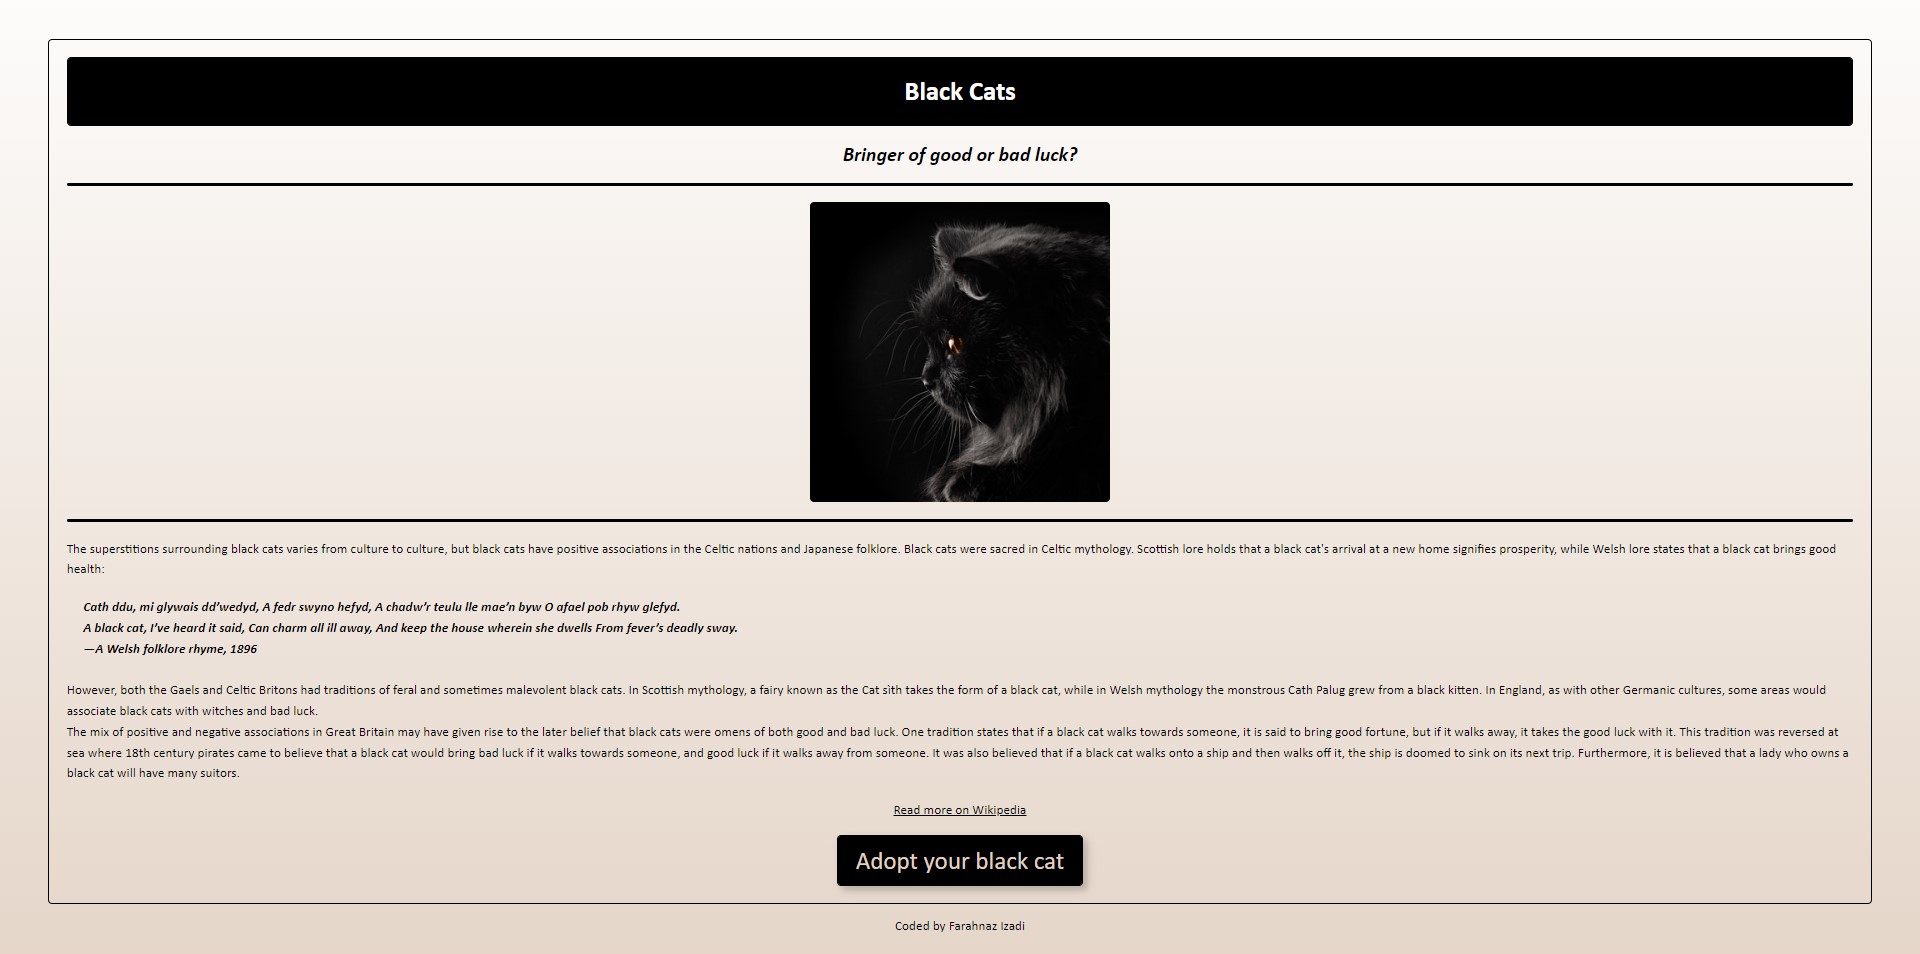 Black Cats
Bringer of good or bad luck?
The superstitions surrounding black cats varies from culture to culture, but black cats have positive associations in the Celtic nations and Japanese folklore. Black cats were sacred in Celtic mythology. Scottish lore holds that a black cat's arrival at a new home signifies prosperity, while Welsh lore states that a black cat brings good
health:
Cath ddu, mi glywais dd’wedyd, A fedr swyno hefyd, A chadw’r teulu lle mae’n byw O afael pob rhyw glefyd.
A black cat, I’ve heard it said, Can charm all ill away, And keep the house wherein she dwells From fever’s deadly sway.
—A Welsh folklore rhyme, 1896
However, both the Gaels and Celtic Britons had traditions of feral and sometimes malevolent black cats. In Scottish mythology, a fairy known as the Cat sìth takes the form of a black cat, while in Welsh mythology the monstrous Cath Palug grew from a black kitten. In England, as with other Germanic cultures, some areas would
associate black cats with witches and bad luck.
The mix of positive and negative associations in Great Britain may have given rise to the later belief that black cats were omens of both good and bad luck. One tradition states that if a black cat walks towards someone, it is said to bring good fortune, but if it walks away, it takes the good luck with it. This tradition was reversed at
sea where 18th century pirates came to believe that a black cat would bring bad luck if it walks towards someone, and good luck if it walks away from someone. It was also believed that if a black cat walks onto a ship and then walks off it, the ship is doomed to sink on its next trip. Furthermore, it is believed that a lady who owns a
black cat will have many suitors.
Read more on Wikipedia
Adopt your black cat
Coded by Farahnaz Izadi